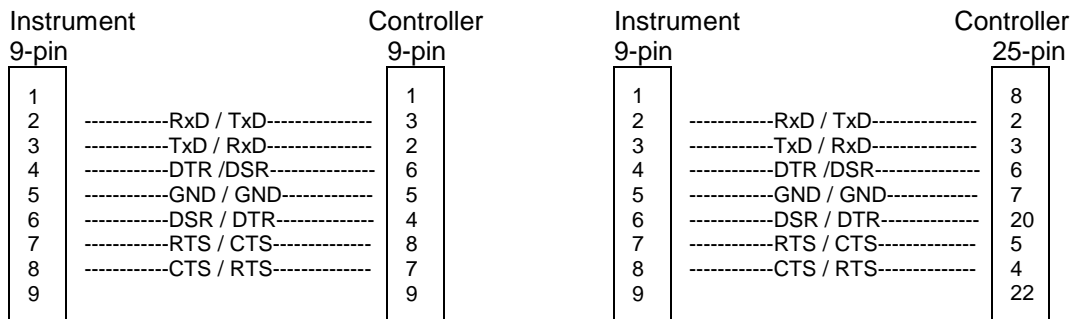 Instrument Controller
9-pin 9-pin
1 1
2 -------------RxD / TxD---------------- 3
3 -------------TxD / RxD---------------- 2
4 -------------DTR /DSR---------------- 6
5 -------------GND / GND-------------- 5
6 -------------DSR / DTR--------------- 4
7 -------------RTS / CTS--------------- 8
8 -------------CTS / RTS--------------- 7
9 9
Instrument Controller
9-pin 25-pin
1 8
2 -------------RxD / TxD---------------- 2
3 -------------TxD / RxD---------------- 3
4 -------------DTR /DSR---------------- 6
5 -------------GND / GND-------------- 7
6 -------------DSR / DTR--------------- 20
7 -------------RTS / CTS--------------- 5
8 -------------CTS / RTS--------------- 4
9 22